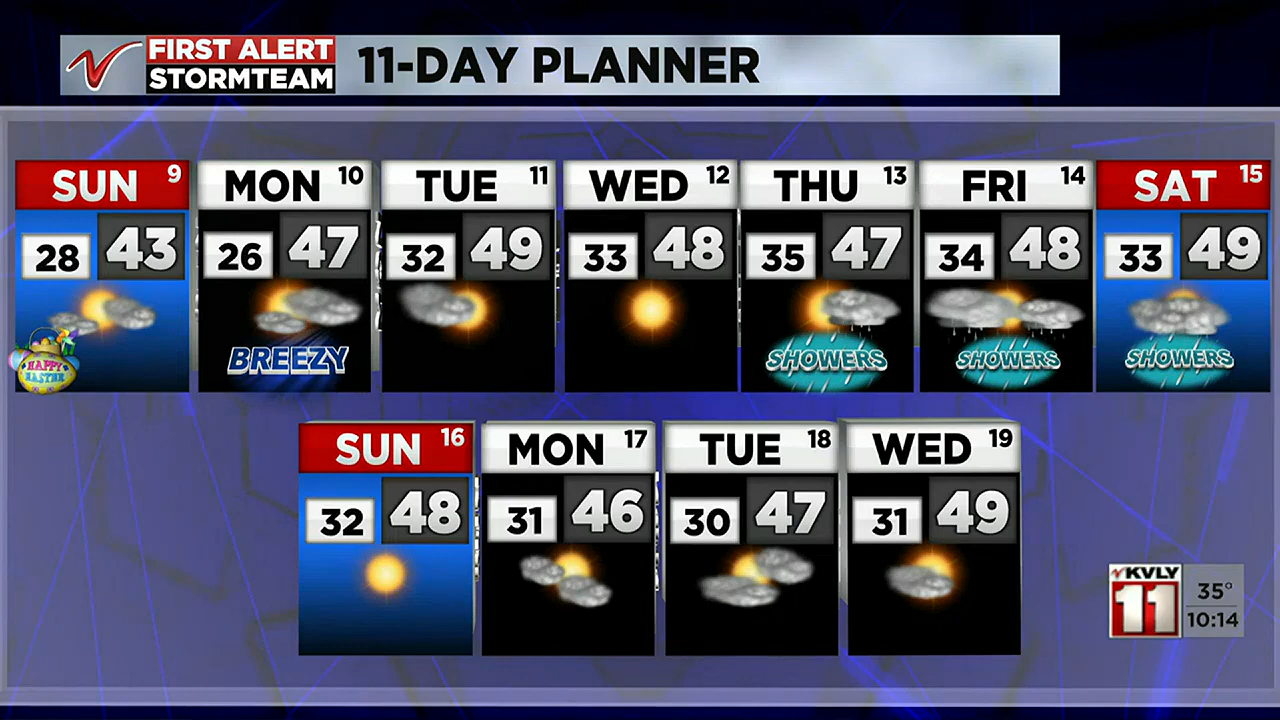 FIRST ALERT
STORMTEAM
11-DAY PLANNER
SUN 9
28 43
HAPPY
EASTER
MON 10
26 47
BREEZY
TUE 11
32 49
WED 12
33 48
THU 13
35 47
SHOWERS
FRI 14
34 48
SHOWERS
SAT 15
33 49
SHOWERS
SUN 16
32 48
MON 17
31 46
TUE 18
30 47
WED 19
31 49
KVLY
11
35°
10:14